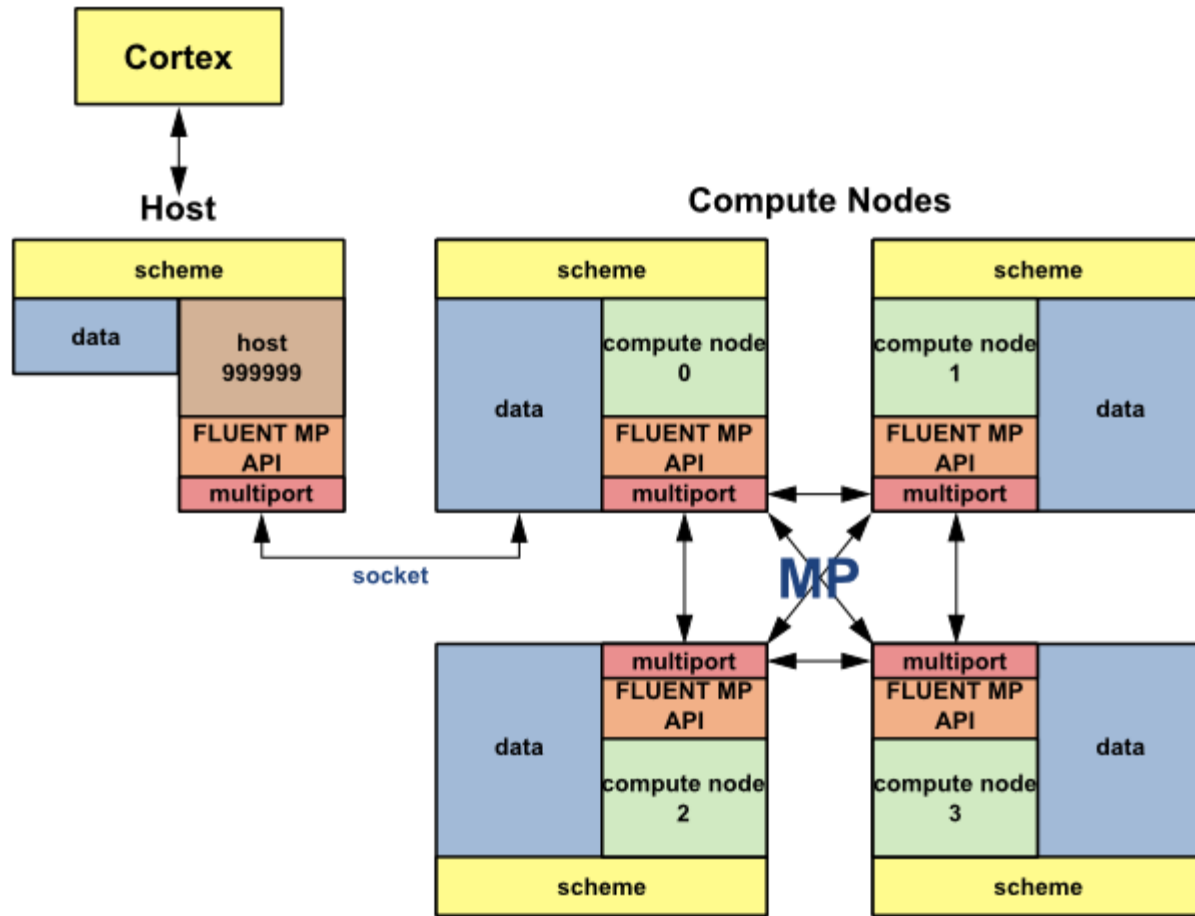 Cortex
Host
Compute Nodes
scheme
data
host
999999
FLUENT MP
API
multiport
scheme
data
compute node
0
FLUENT MP
API
multiport
scheme
compute node
1
data
FLUENT MP
API
multiport
socket
MP
data
multiport
FLUENT MP
API
compute node
2
scheme
multiport
FLUENT MP
API
data
compute node
3
scheme